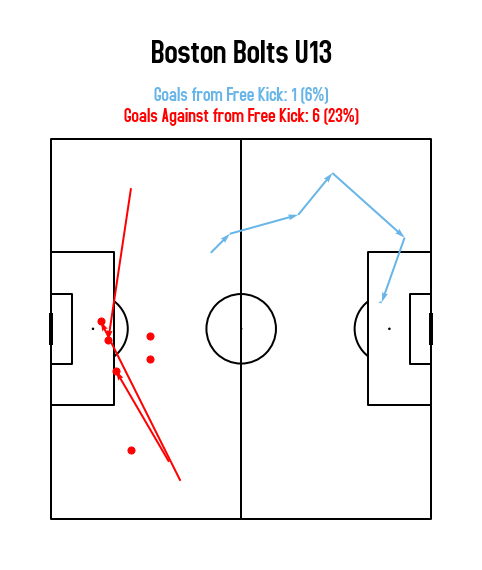 Boston Bolts U13
Goals from Free Kick: 1 (6%)
Goals Against from Free Kick: 6 (23%)